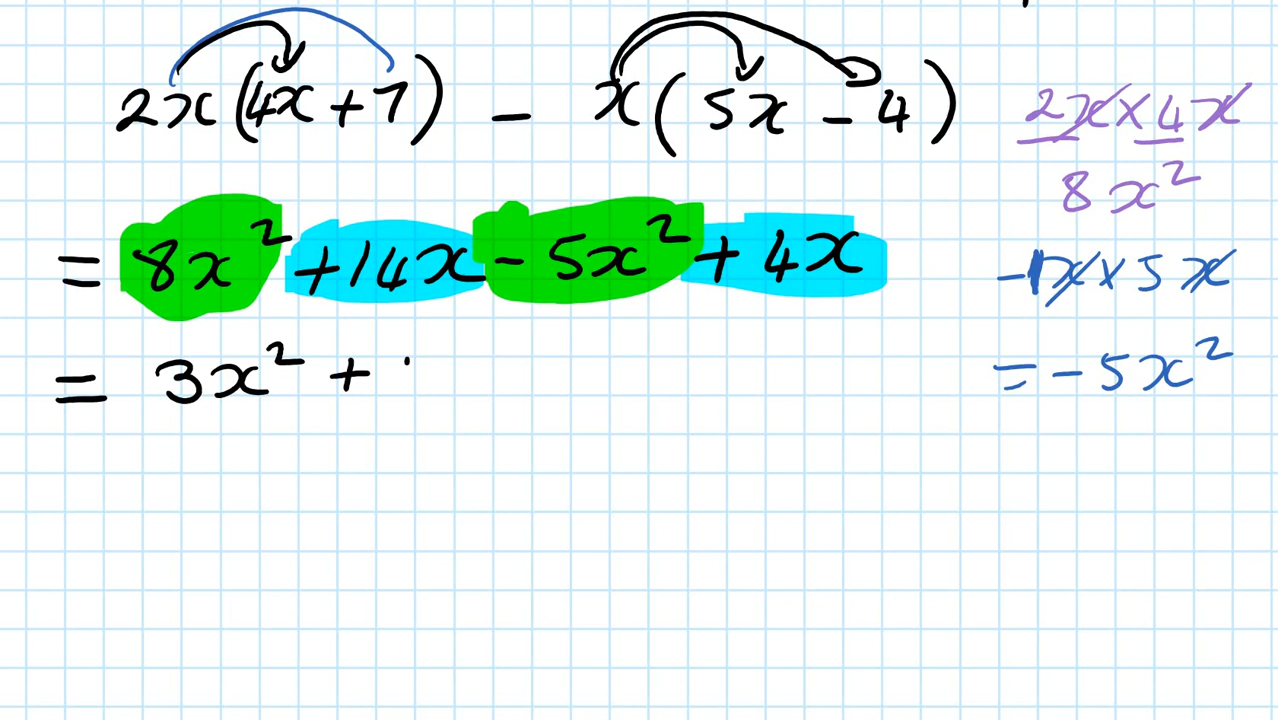 2x(4x + 7) - x(5x - 4)
= 8x² + 14x - 5x² + 4x
= 3x² +
2x × 4x
8x²
-1x × 5x
= -5x²